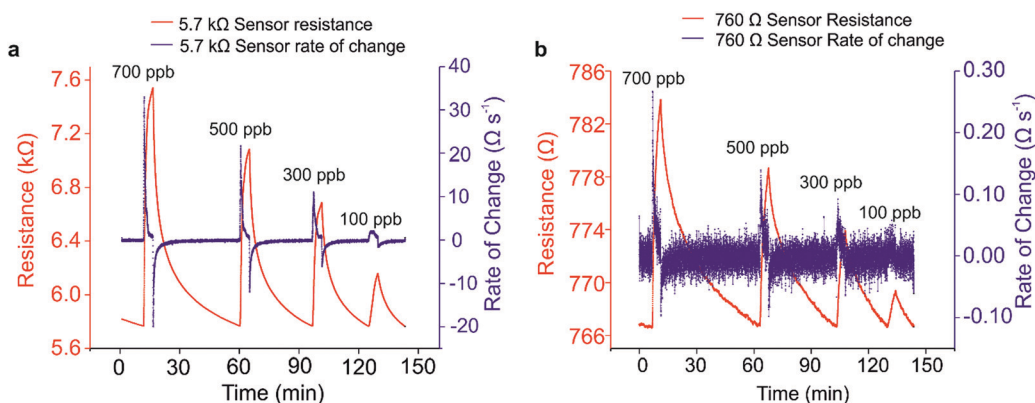 a
5.7 kΩ Sensor resistance
5.7 kΩ Sensor rate of change
7.6
7.2
6.8
6.4
6.0
5.6
Resistance (kΩ)
700 ppb
500 ppb
300 ppb
100 ppb
40
30
20
10
0
-10
-20
Rate of Change (Ω s⁻¹)
0 30 60 90 120 150
Time (min)
b
760 Ω Sensor Resistance
760 Ω Sensor Rate of change
786
782
778
774
770
766
Resistance (Ω)
700 ppb
500 ppb
300 ppb
100 ppb
0.30
0.20
0.10
0.00
-0.10
Rate of Change (Ω s⁻¹)
0 30 60 90 120 150
Time (min)